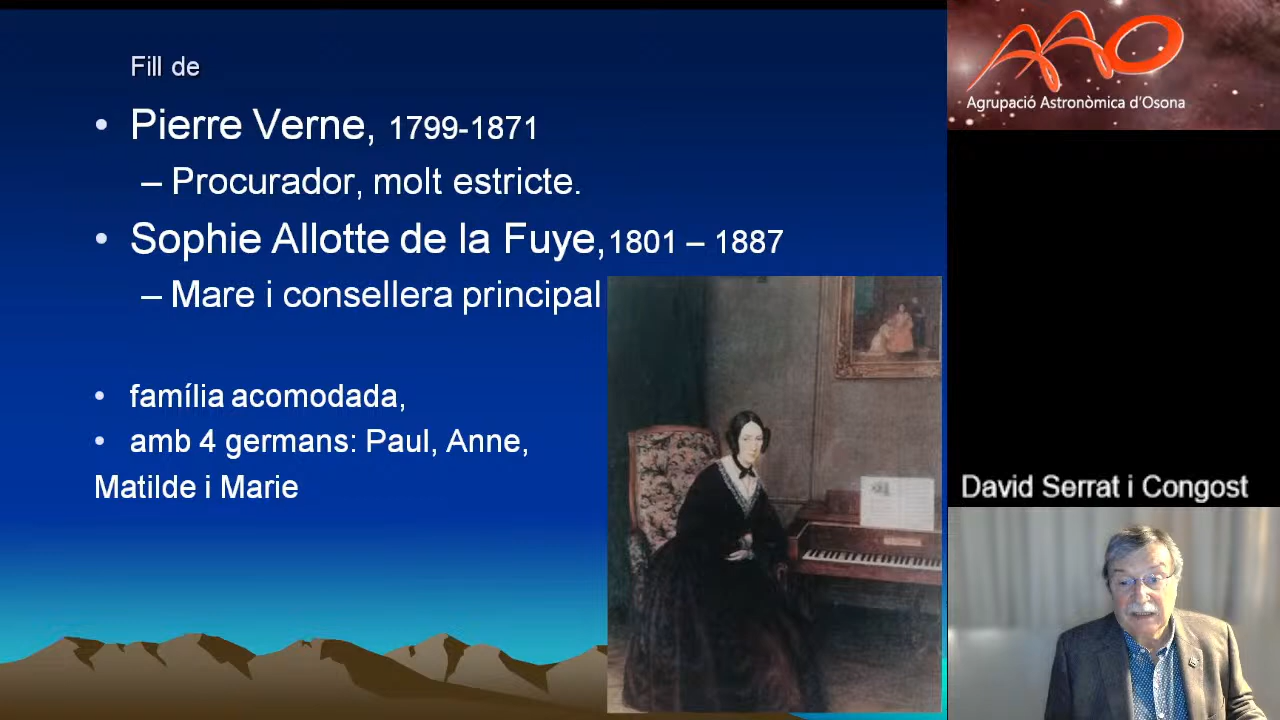 Fill de
• Pierre Verne, 1799-1871
– Procurador, molt estricte.
• Sophie Allotte de la Fuye,1801 – 1887
– Mare i consellera principal
• família acomodada,
• amb 4 germans: Paul, Anne,
Matilde i Marie
AAO
Agrupació Astronòmica d'Osona
David Serrat i Congost